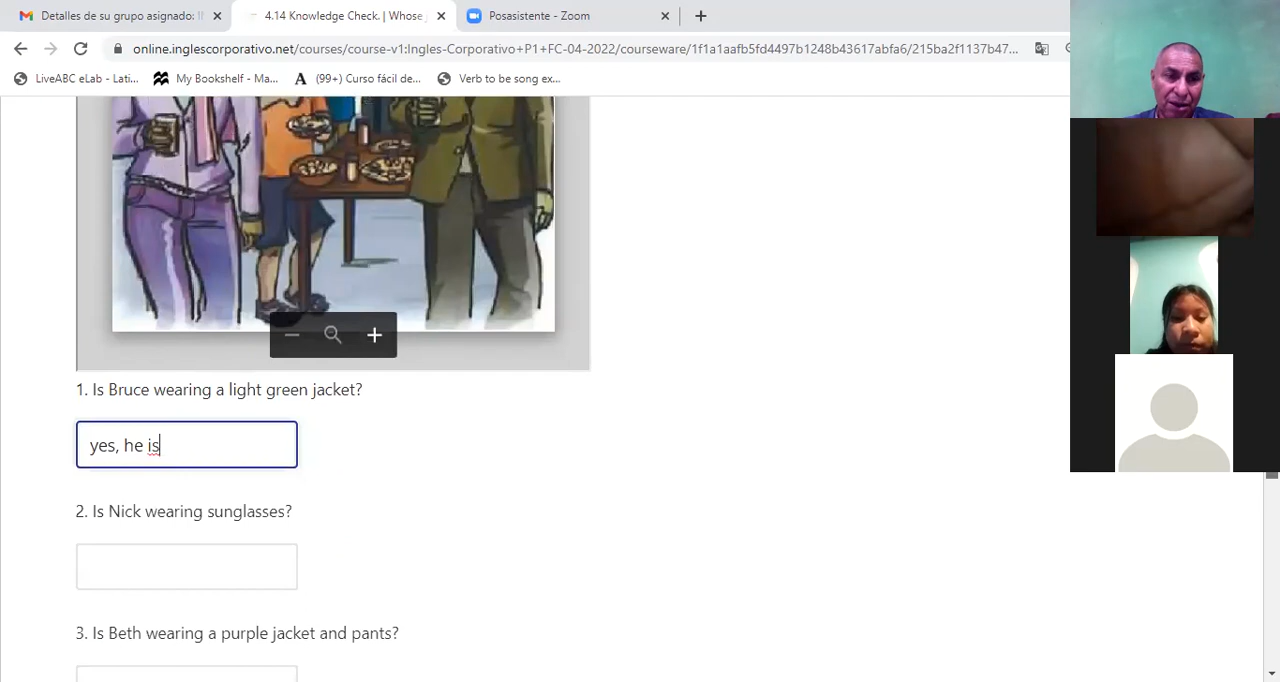 Detalles de su grupo asignado: II
4.14 Knowledge Check. | Whose
Posasistente - Zoom
online.inglescorporativo.net/courses/course-v1:Ingles-Corporativo+P1+FC-04-2022/courseware/1f1a1aafb5fd4497b1248b43617abfa6/215ba2f1137b47...
LiveABC eLab - Lati...
My Bookshelf - Ma...
(99+) Curso fácil de...
Verb to be song ex...
1. Is Bruce wearing a light green jacket?
yes, he is
2. Is Nick wearing sunglasses?
3. Is Beth wearing a purple jacket and pants?